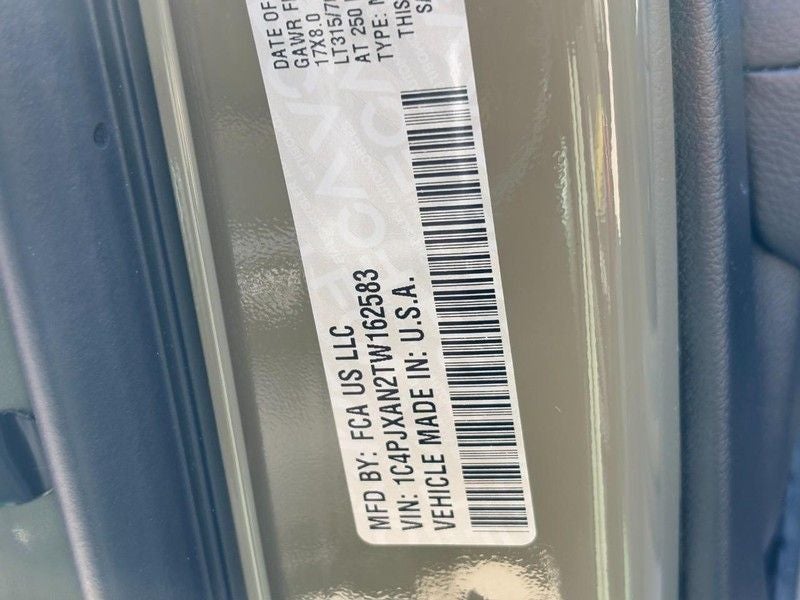 DATE OF
GAWR
17X8.0
LT315/70
AT 250
TYPE:
THIS
MFD BY: FCA US LLC
VIN: 1C4PJXAN2TW162583
VEHICLE MADE IN: U.S.A.